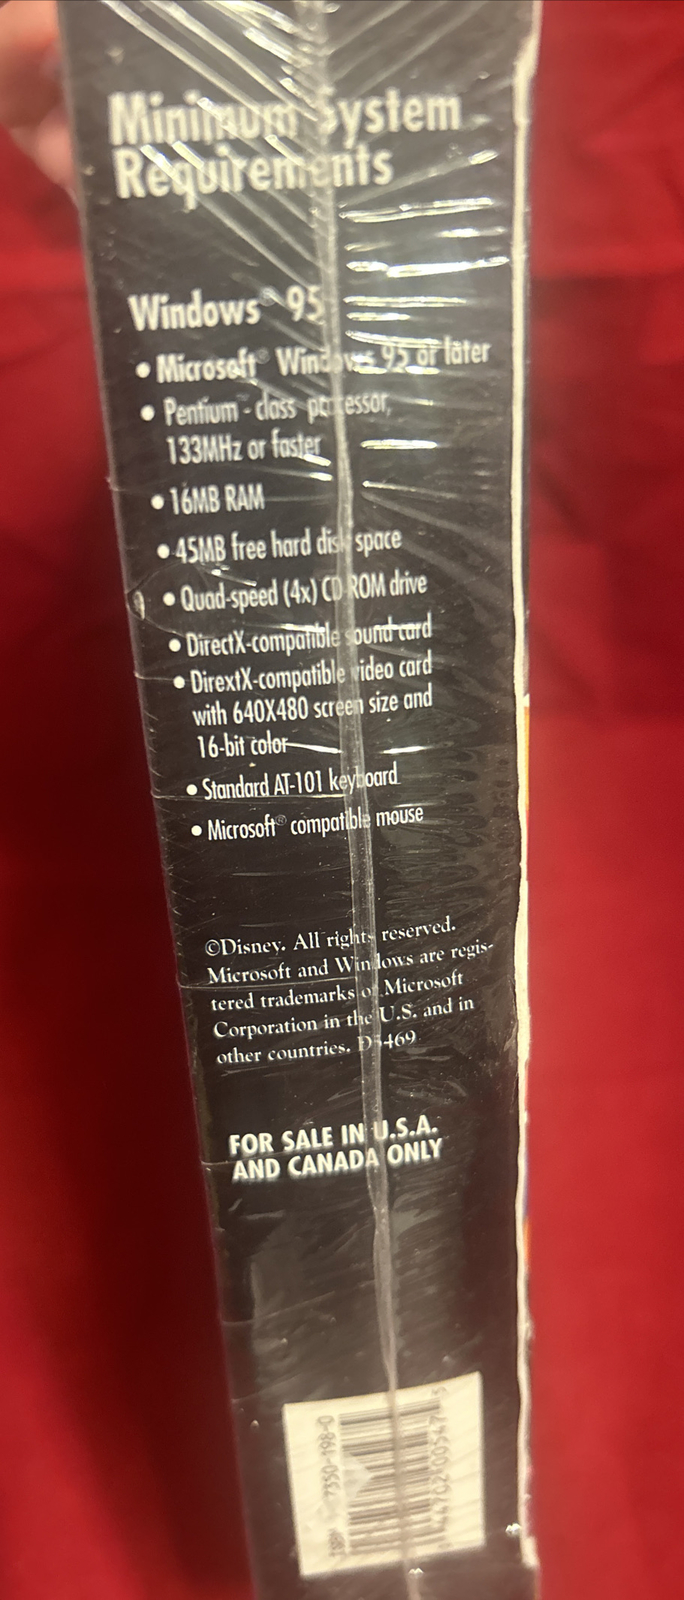 Minimum System
Requirements
Windows® 95
• Microsoft® Windows 95 or later
• Pentium-class processor,
133MHz or faster
• 16MB RAM
• 45MB free hard disk space
• Quad-speed (4x) CD ROM drive
• DirectX-compatible sound card
• DirextX-compatible video card
with 640X480 screen size and
16-bit color
• Standard AT-101 keyboard
• Microsoft® compatible mouse
©Disney. All rights reserved.
Microsoft and Windows are regis-
tered trademarks of Microsoft
Corporation in the U.S. and in
other countries.
FOR SALE IN U.S.A.
AND CANADA ONLY